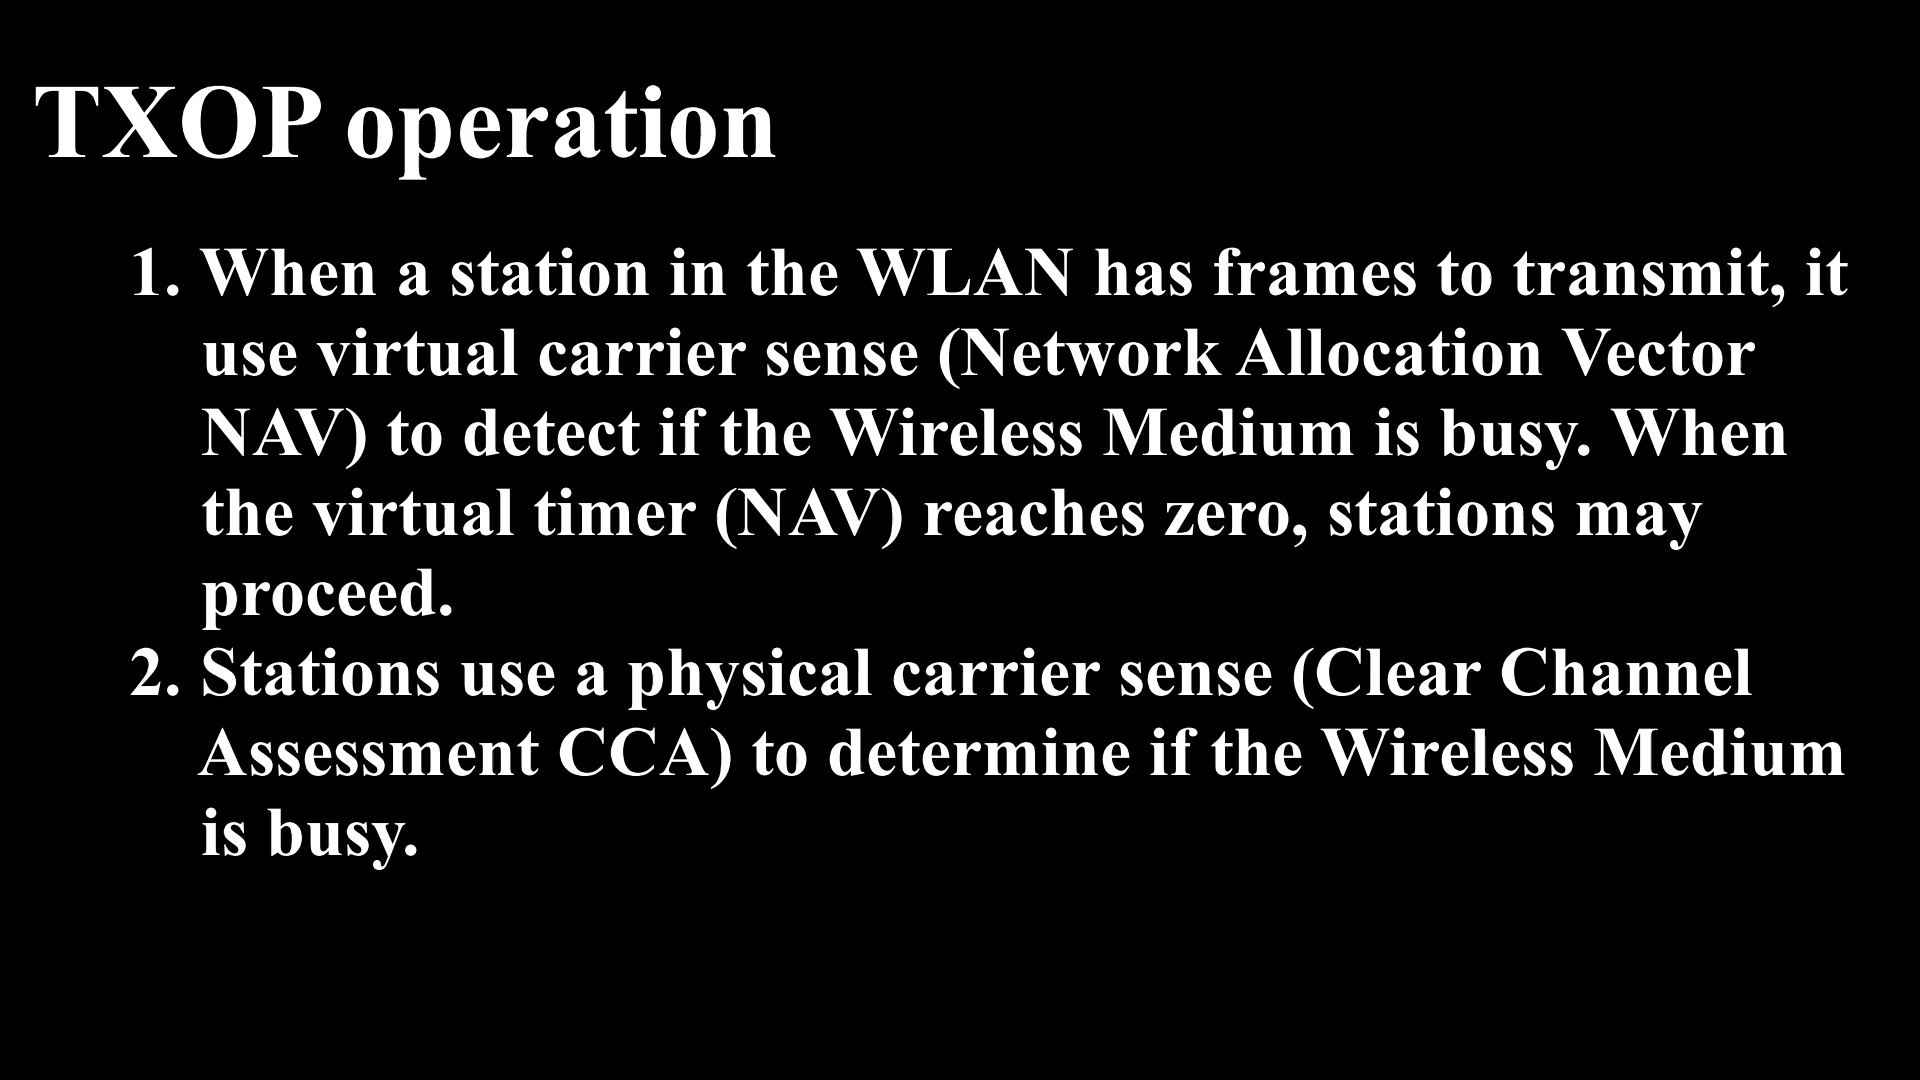 TXOP operation
1. When a station in the WLAN has frames to transmit, it
use virtual carrier sense (Network Allocation Vector
NAV) to detect if the Wireless Medium is busy. When
the virtual timer (NAV) reaches zero, stations may
proceed.
2. Stations use a physical carrier sense (Clear Channel
Assessment CCA) to determine if the Wireless Medium
is busy.